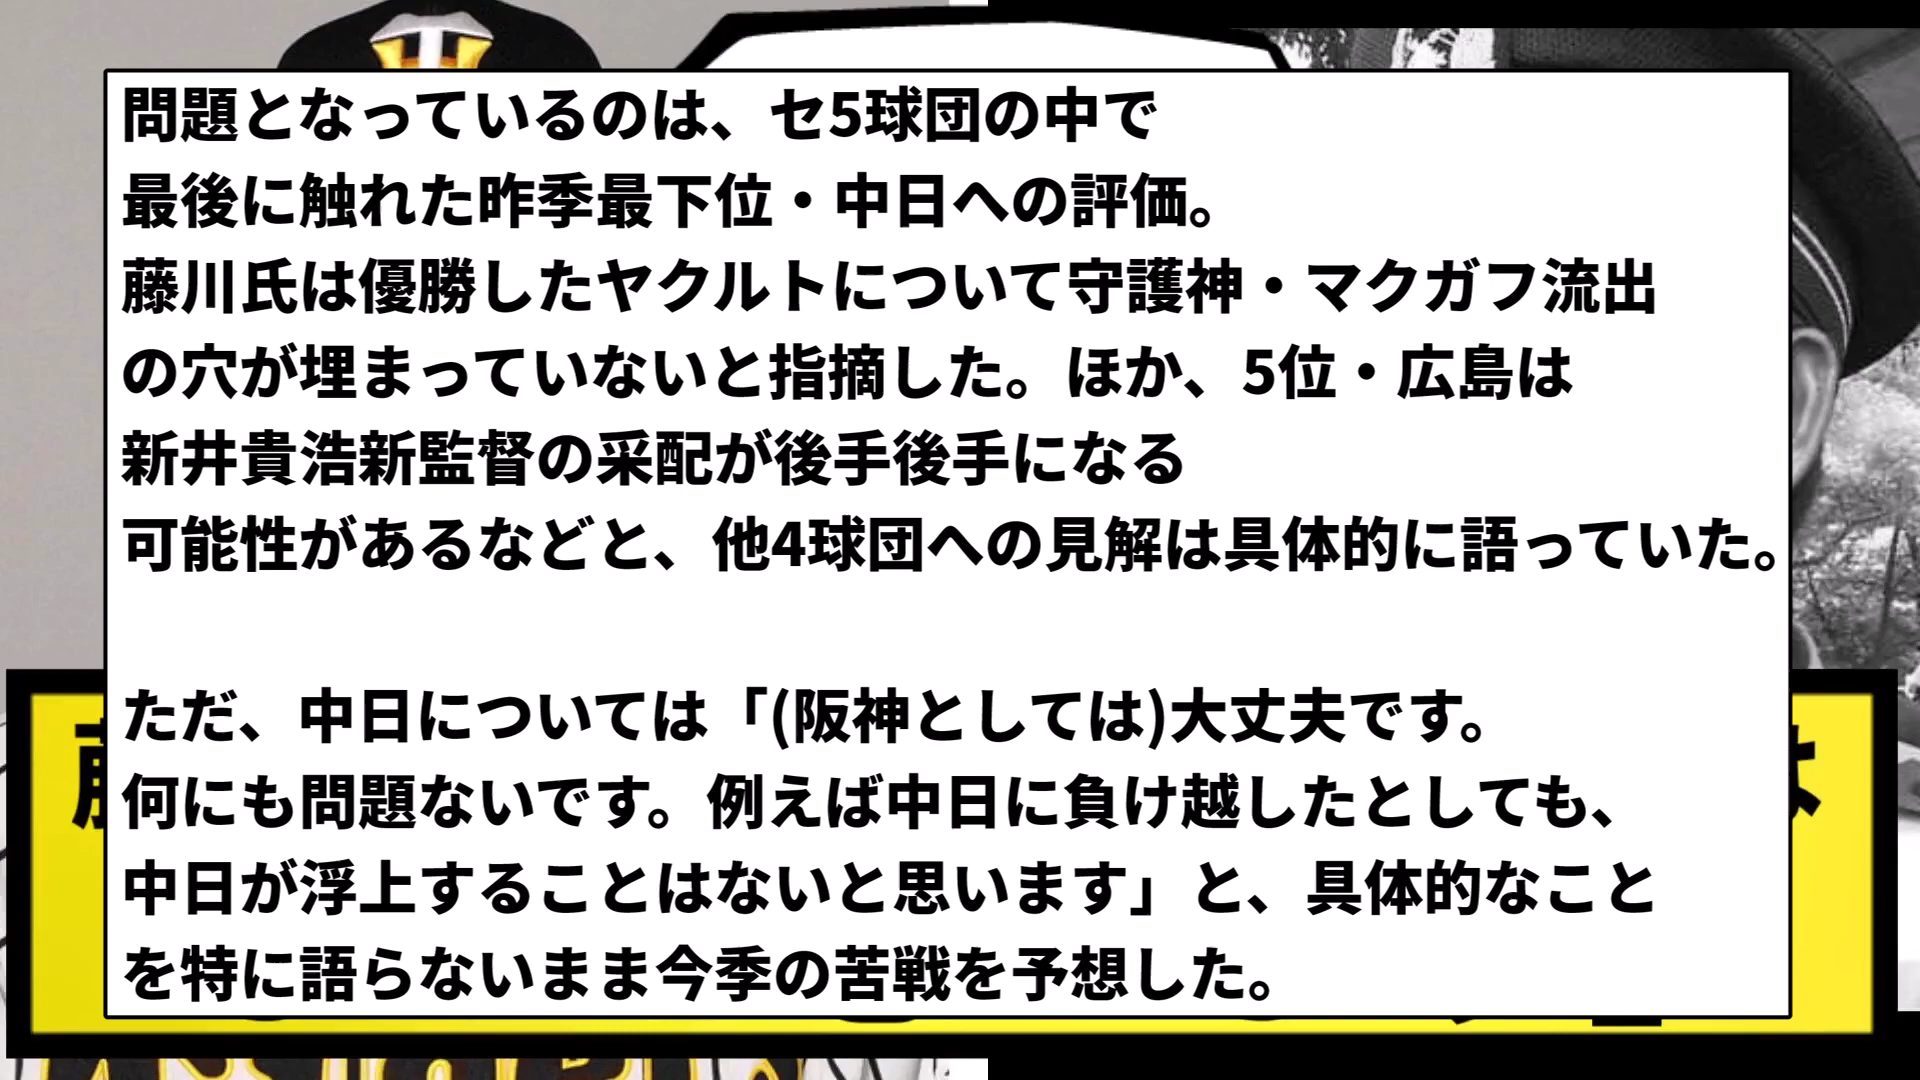 問題となっているのは、セ5球団の中で
最後に触れた昨季最下位・中日への評価。
藤川氏は優勝したヤクルトについて守護神・マクガフ流出
の穴が埋まっていないと指摘した。ほか、5位・広島は
新井貴浩新監督の采配が後手後手になる
可能性があるなどと、他4球団への見解は具体的に語っていた。
ただ、中日については「(阪神としては)大丈夫です。
何にも問題ないです。例えば中日に負け越したとしても、
中日が浮上することはないと思います」と、具体的なこと
を特に語らないまま今季の苦戦を予想した。
は